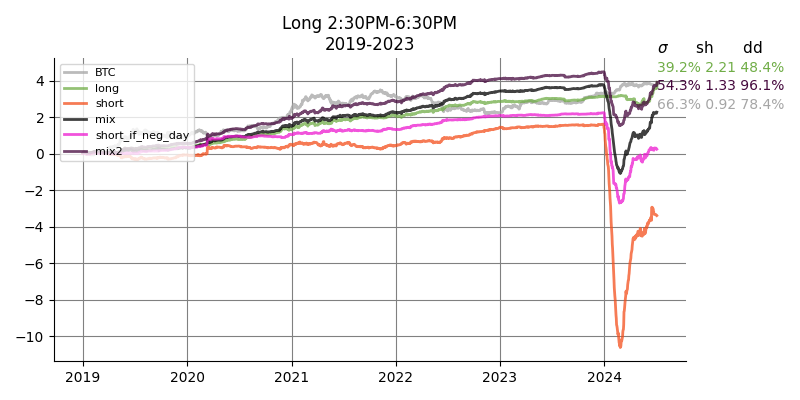 Long 2:30PM-6:30PM
2019-2023
σ sh dd
39.2% 2.21 48.4%
54.3% 1.33 96.1%
66.3% 0.92 78.4%
BTC
long
short
mix
short_if_neg_day
mix2
4
2
0
−2
−4
−6
−8
−10
2019 2020 2021 2022 2023 2024